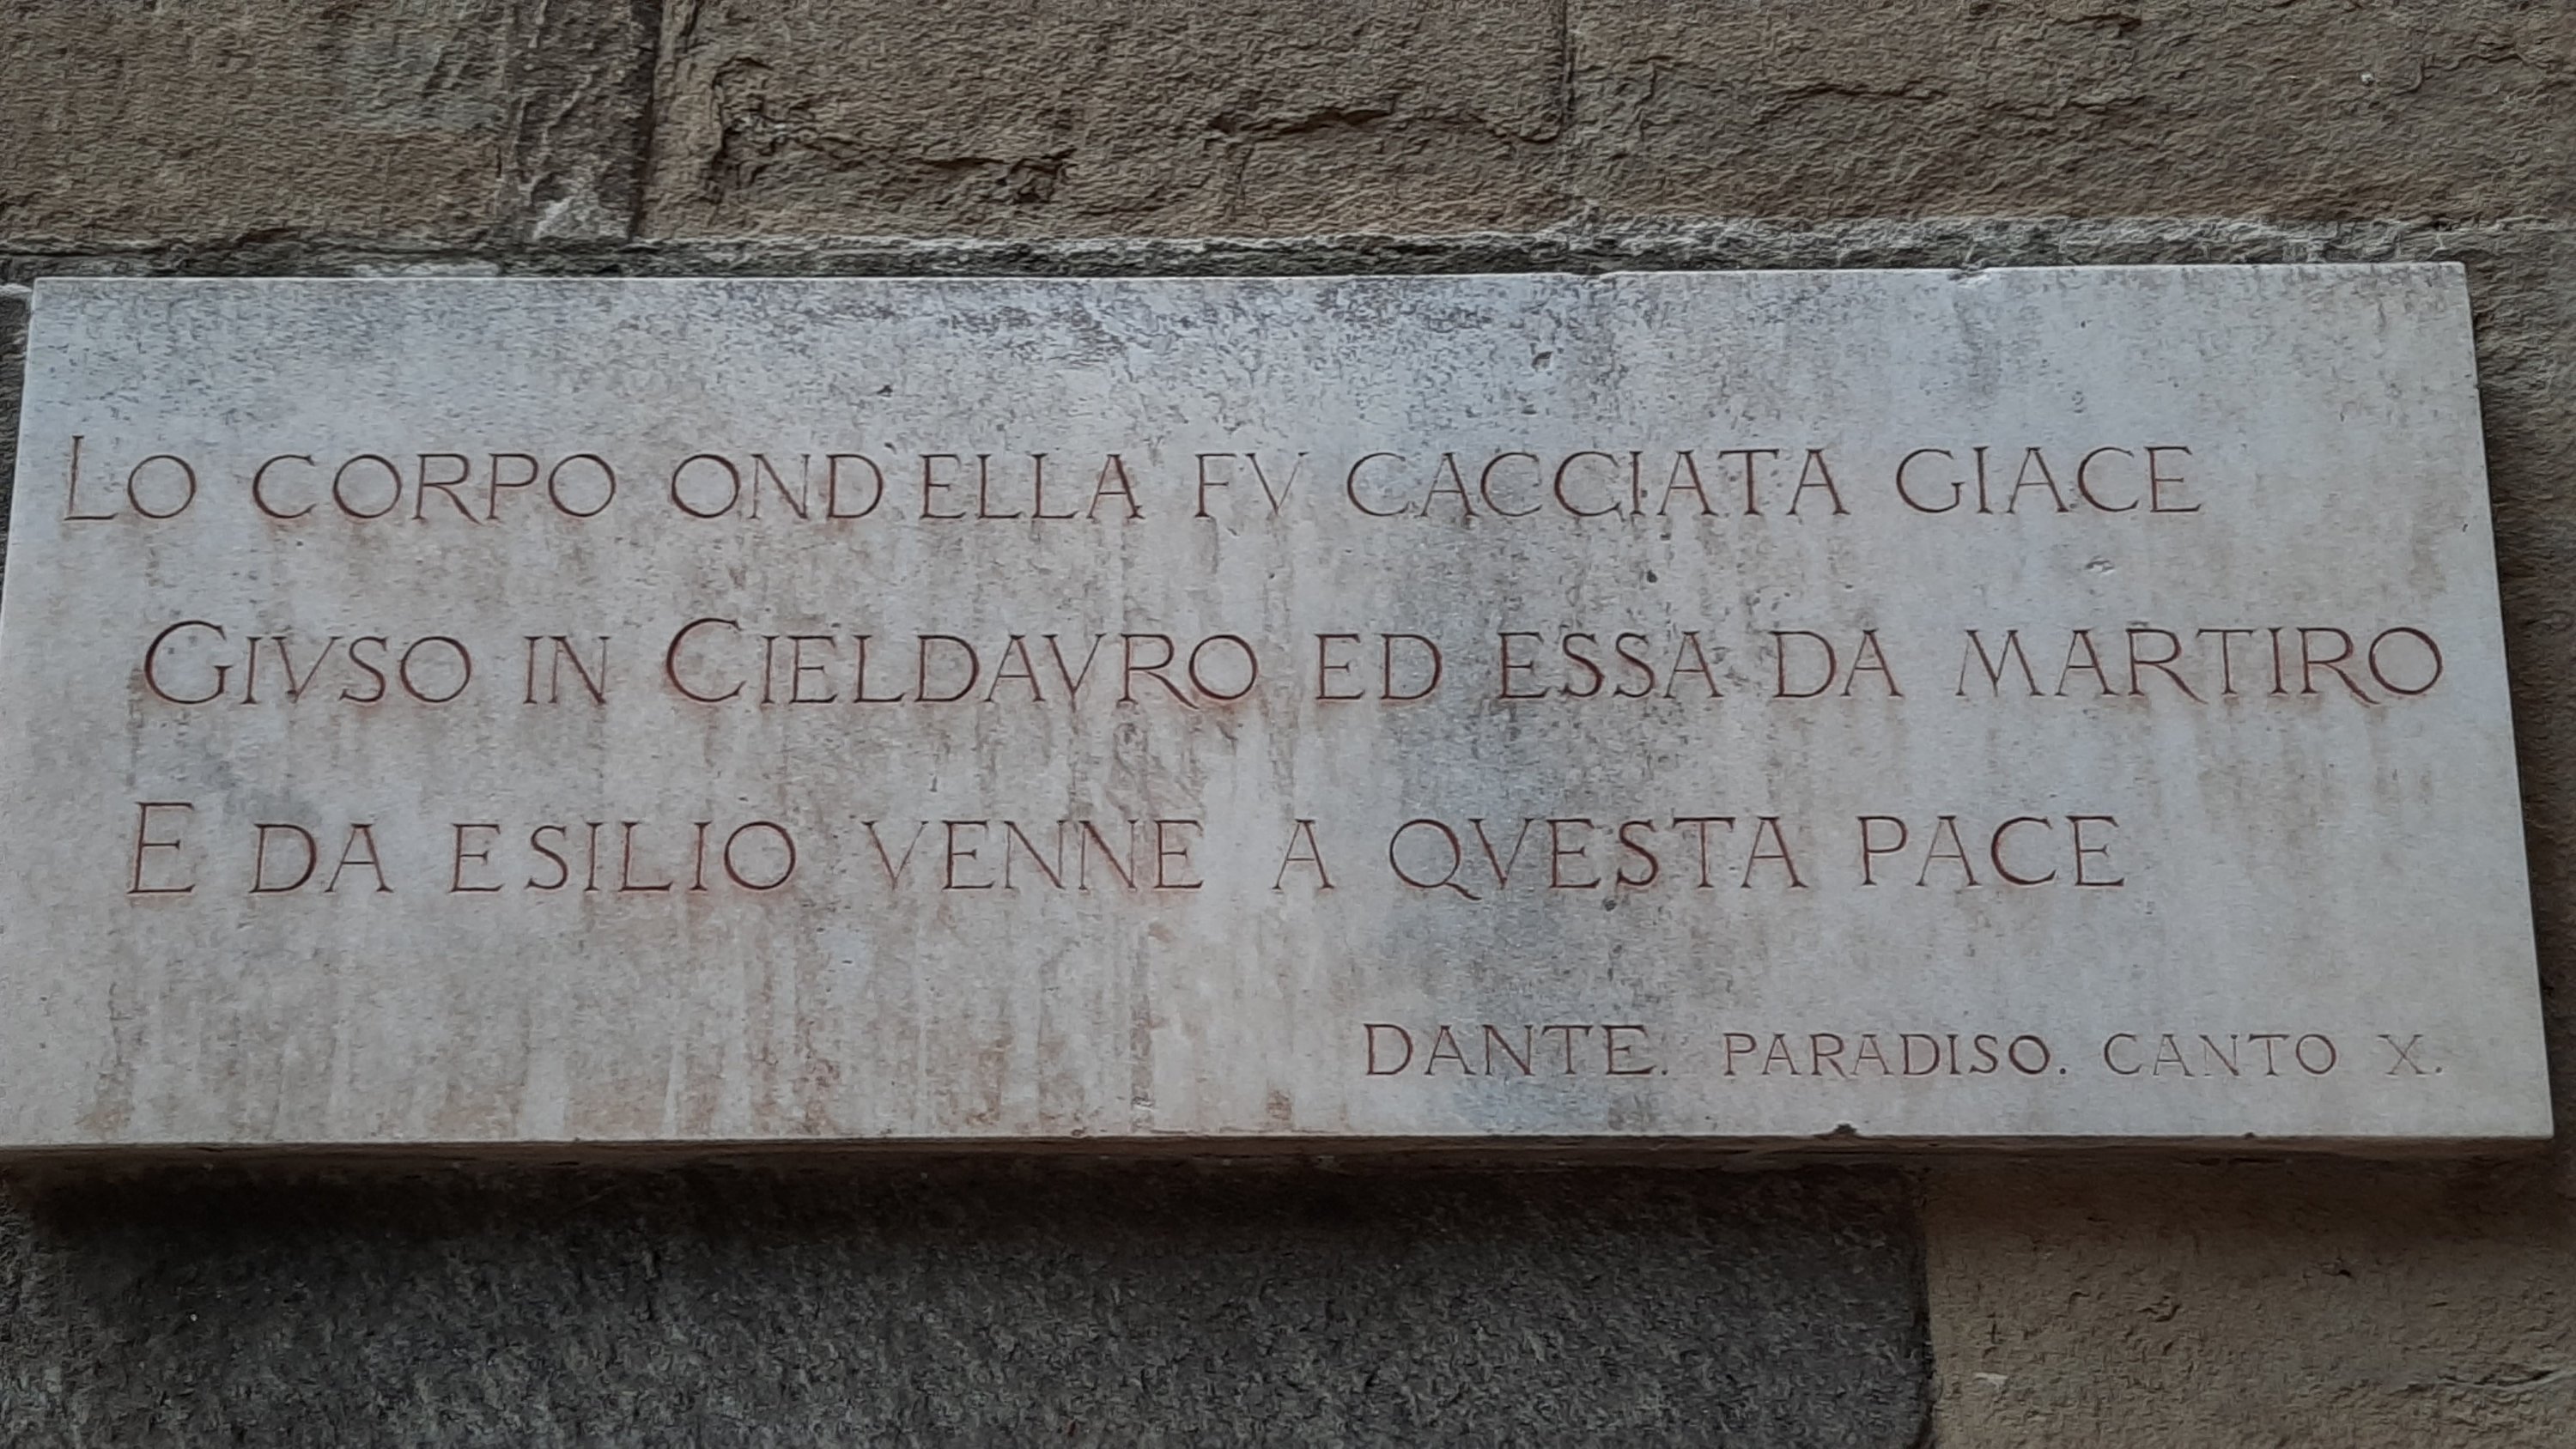 LO CORPO OND'ELLA FV CACCIATA GIACE
GIVSO IN CIELDAVRO ED ESSA DA MARTIRO
E DA ESILIO VENNE A QVESTA PACE
DANTE. PARADISO. CANTO X.